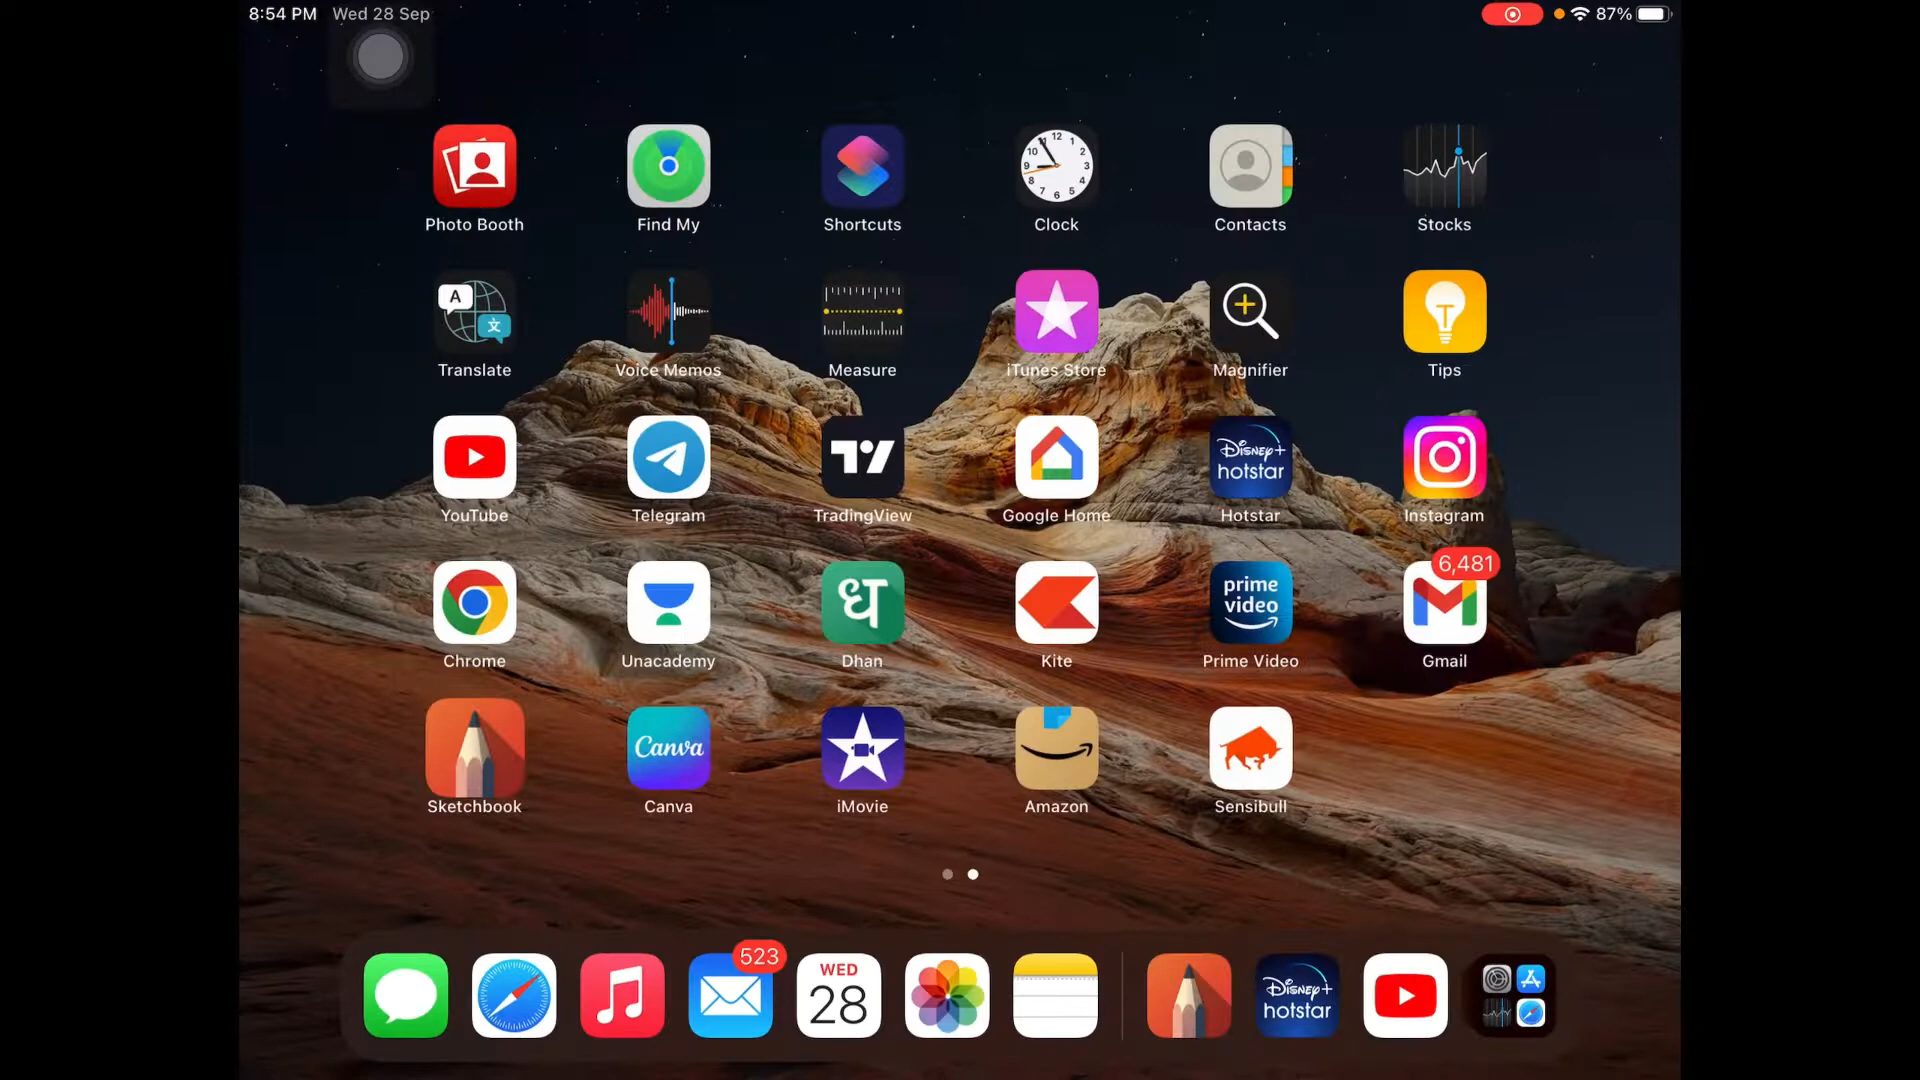 8:54 PM Wed 28 Sep 87%
Photo Booth Find My Shortcuts Clock Contacts Stocks
A 文
T
Translate Voice Memos Measure iTunes Store Magnifier Tips
Disney+
hotstar
YouTube Telegram TradingView Google Home Hotstar Instagram
6,481
ध
prime
video
Chrome Unacademy Dhan Kite Prime Video Gmail
Canva
Sketchbook Canva iMovie Amazon Sensibull
523
WED
28
Disney+
hotstar